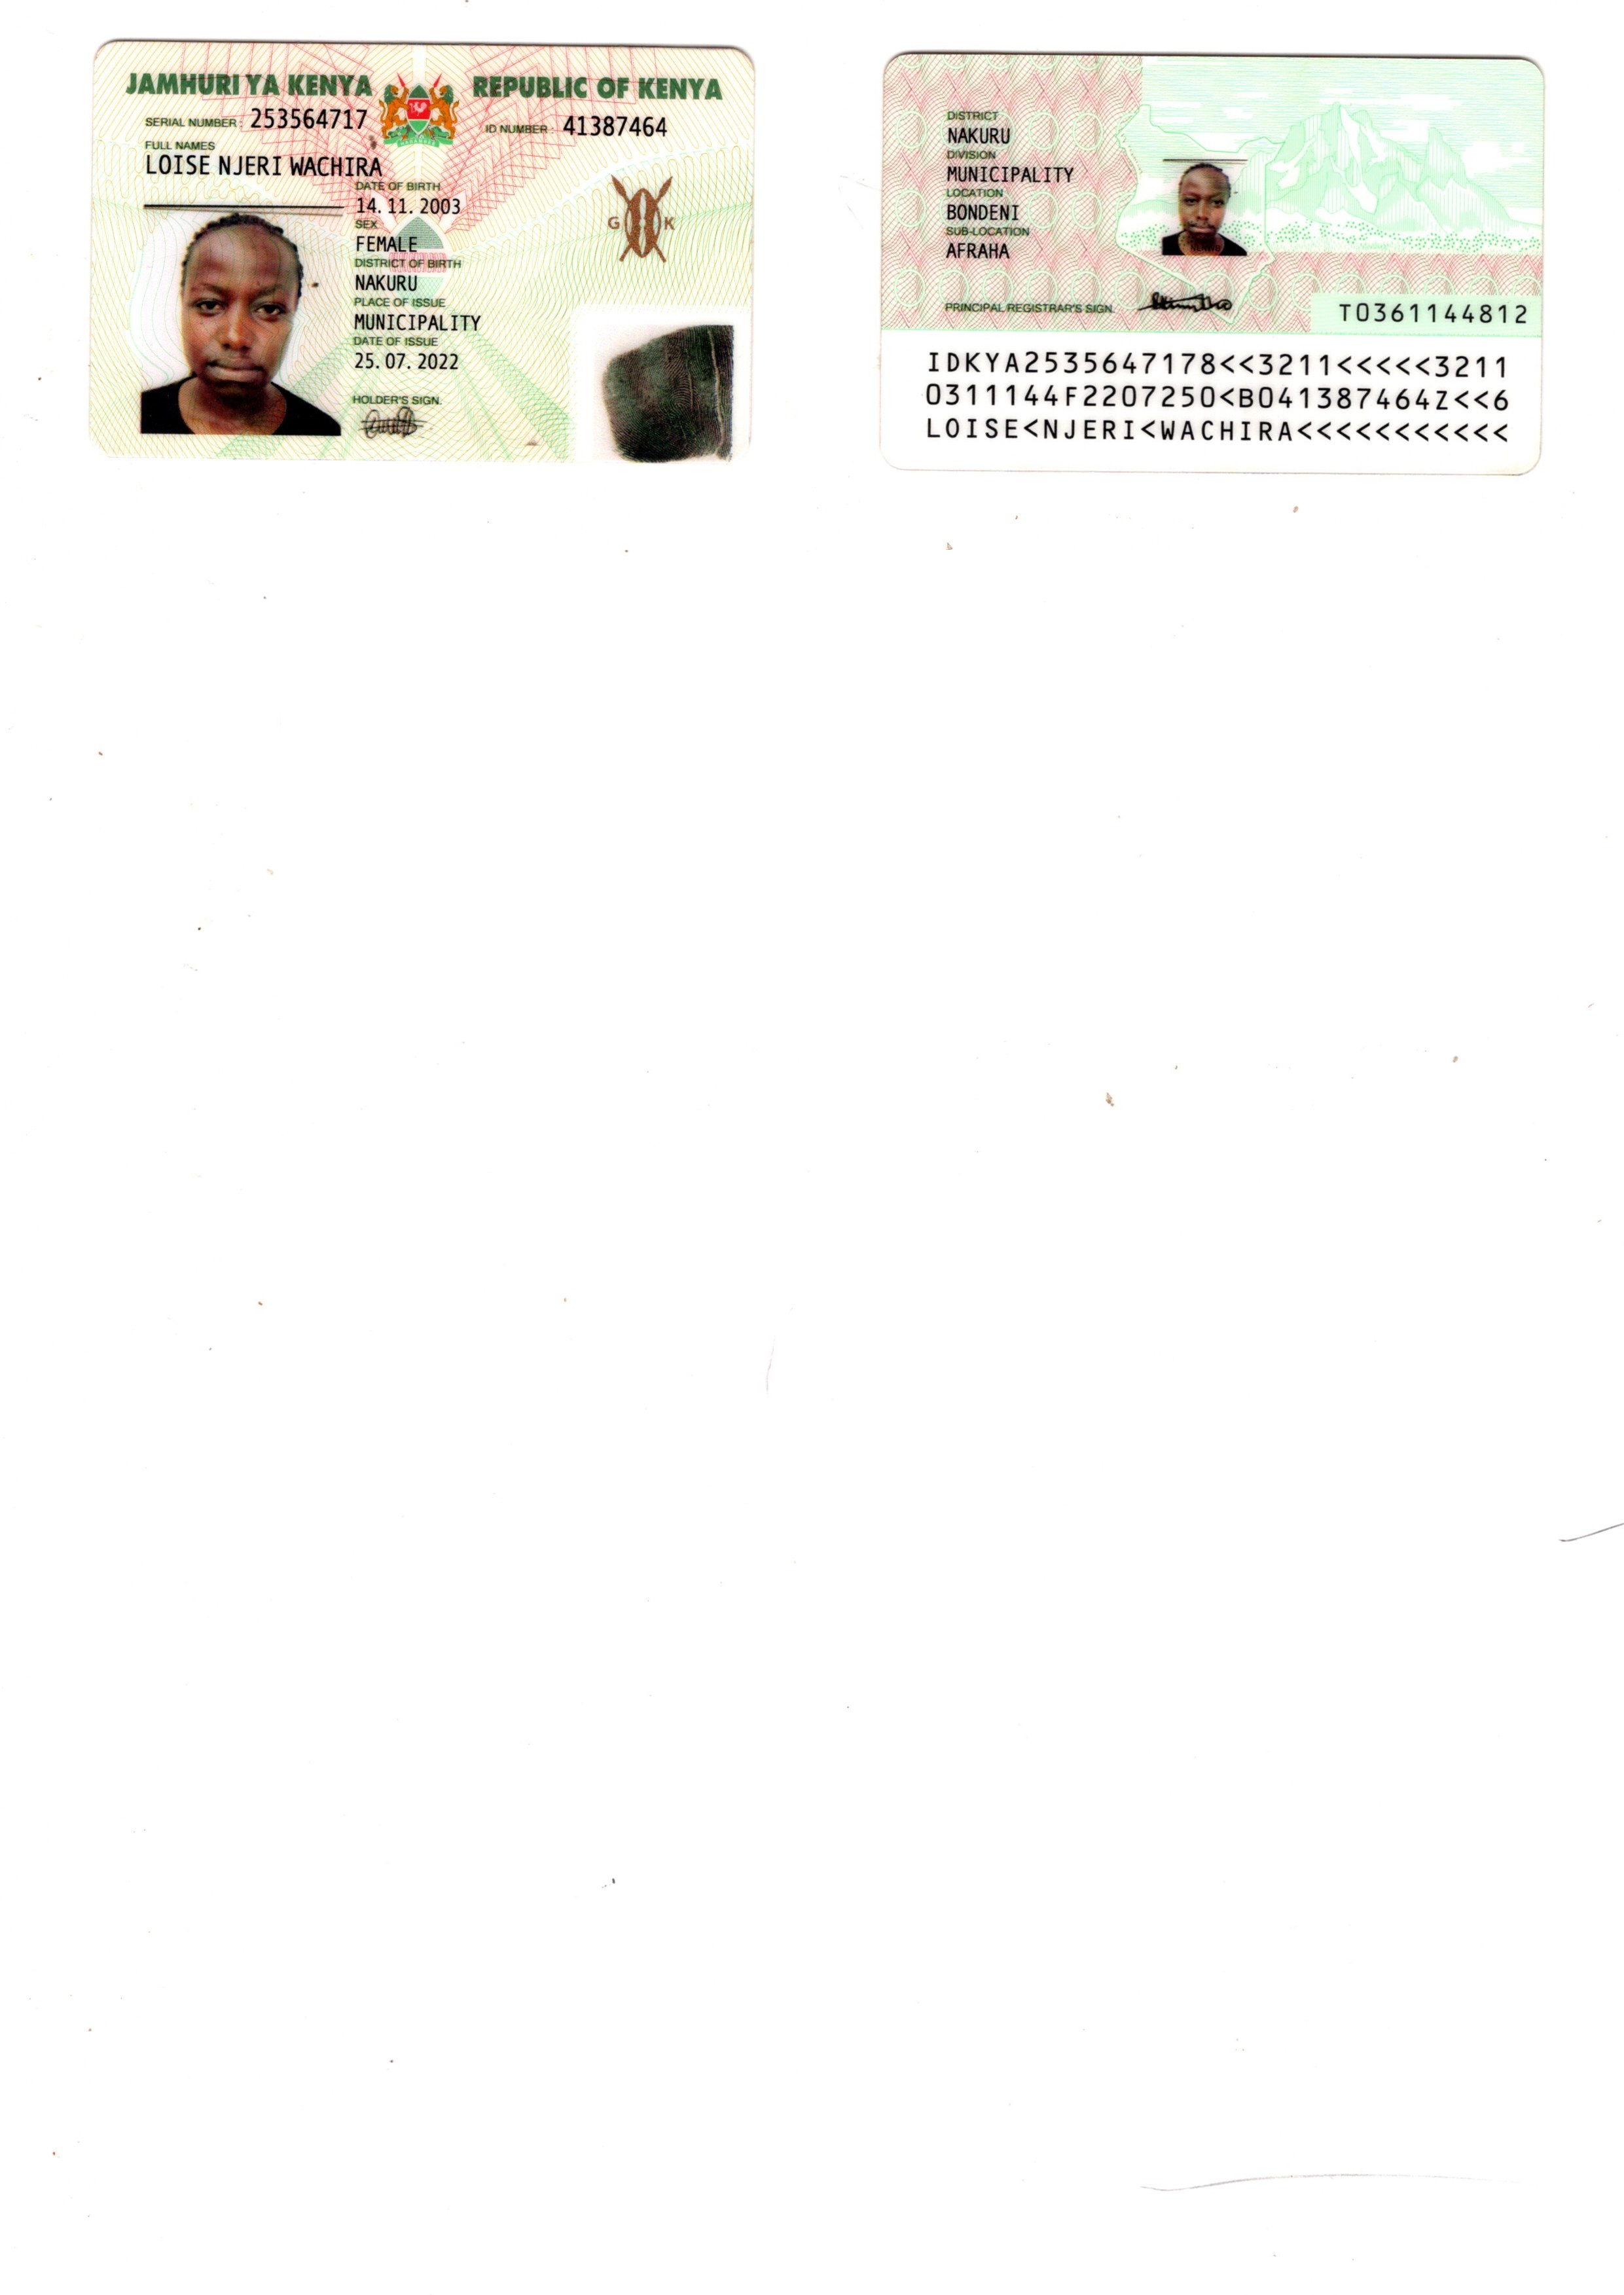 JAMHURI YA KENYA REPUBLIC OF KENYA
SERIAL NUMBER: 253564717 ID NUMBER: 41387464
FULL NAMES
LOISE NJERI WACHIRA
DATE OF BIRTH
14. 11. 2003
SEX
FEMALE
DISTRICT OF BIRTH
NAKURU
PLACE OF ISSUE
MUNICIPALITY
DATE OF ISSUE
25. 07. 2022
HOLDER'S SIGN.
G K
DISTRICT
NAKURU
DIVISION
MUNICIPALITY
LOCATION
BONDENI
SUB-LOCATION
AFRAHA
PRINCIPAL REGISTRAR'S SIGN.
T0361144812
IDKYA2535647178<<3211<<<<<3211
0311144F2207250<B041387464Z<<6
LOISE<NJERI<WACHIRA<<<<<<<<<<<